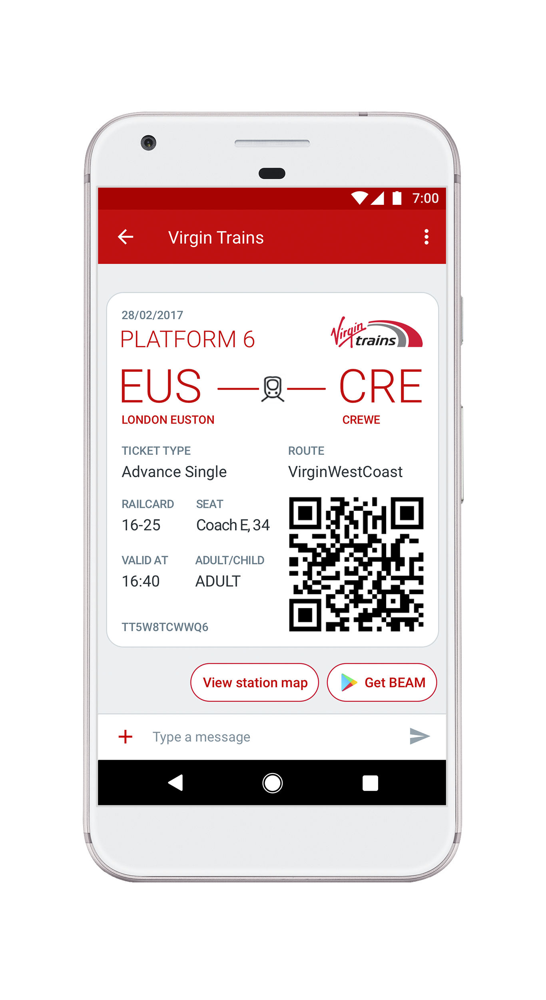 7:00
Virgin Trains
28/02/2017
PLATFORM 6
Virgin
trains
EUS CRE
LONDON EUSTON CREWE
TICKET TYPE ROUTE
Advance Single VirginWestCoast
RAILCARD SEAT
16-25 Coach E, 34
VALID AT ADULT/CHILD
16:40 ADULT
TT5W8TCWWQ6
View station map Get BEAM
Type a message